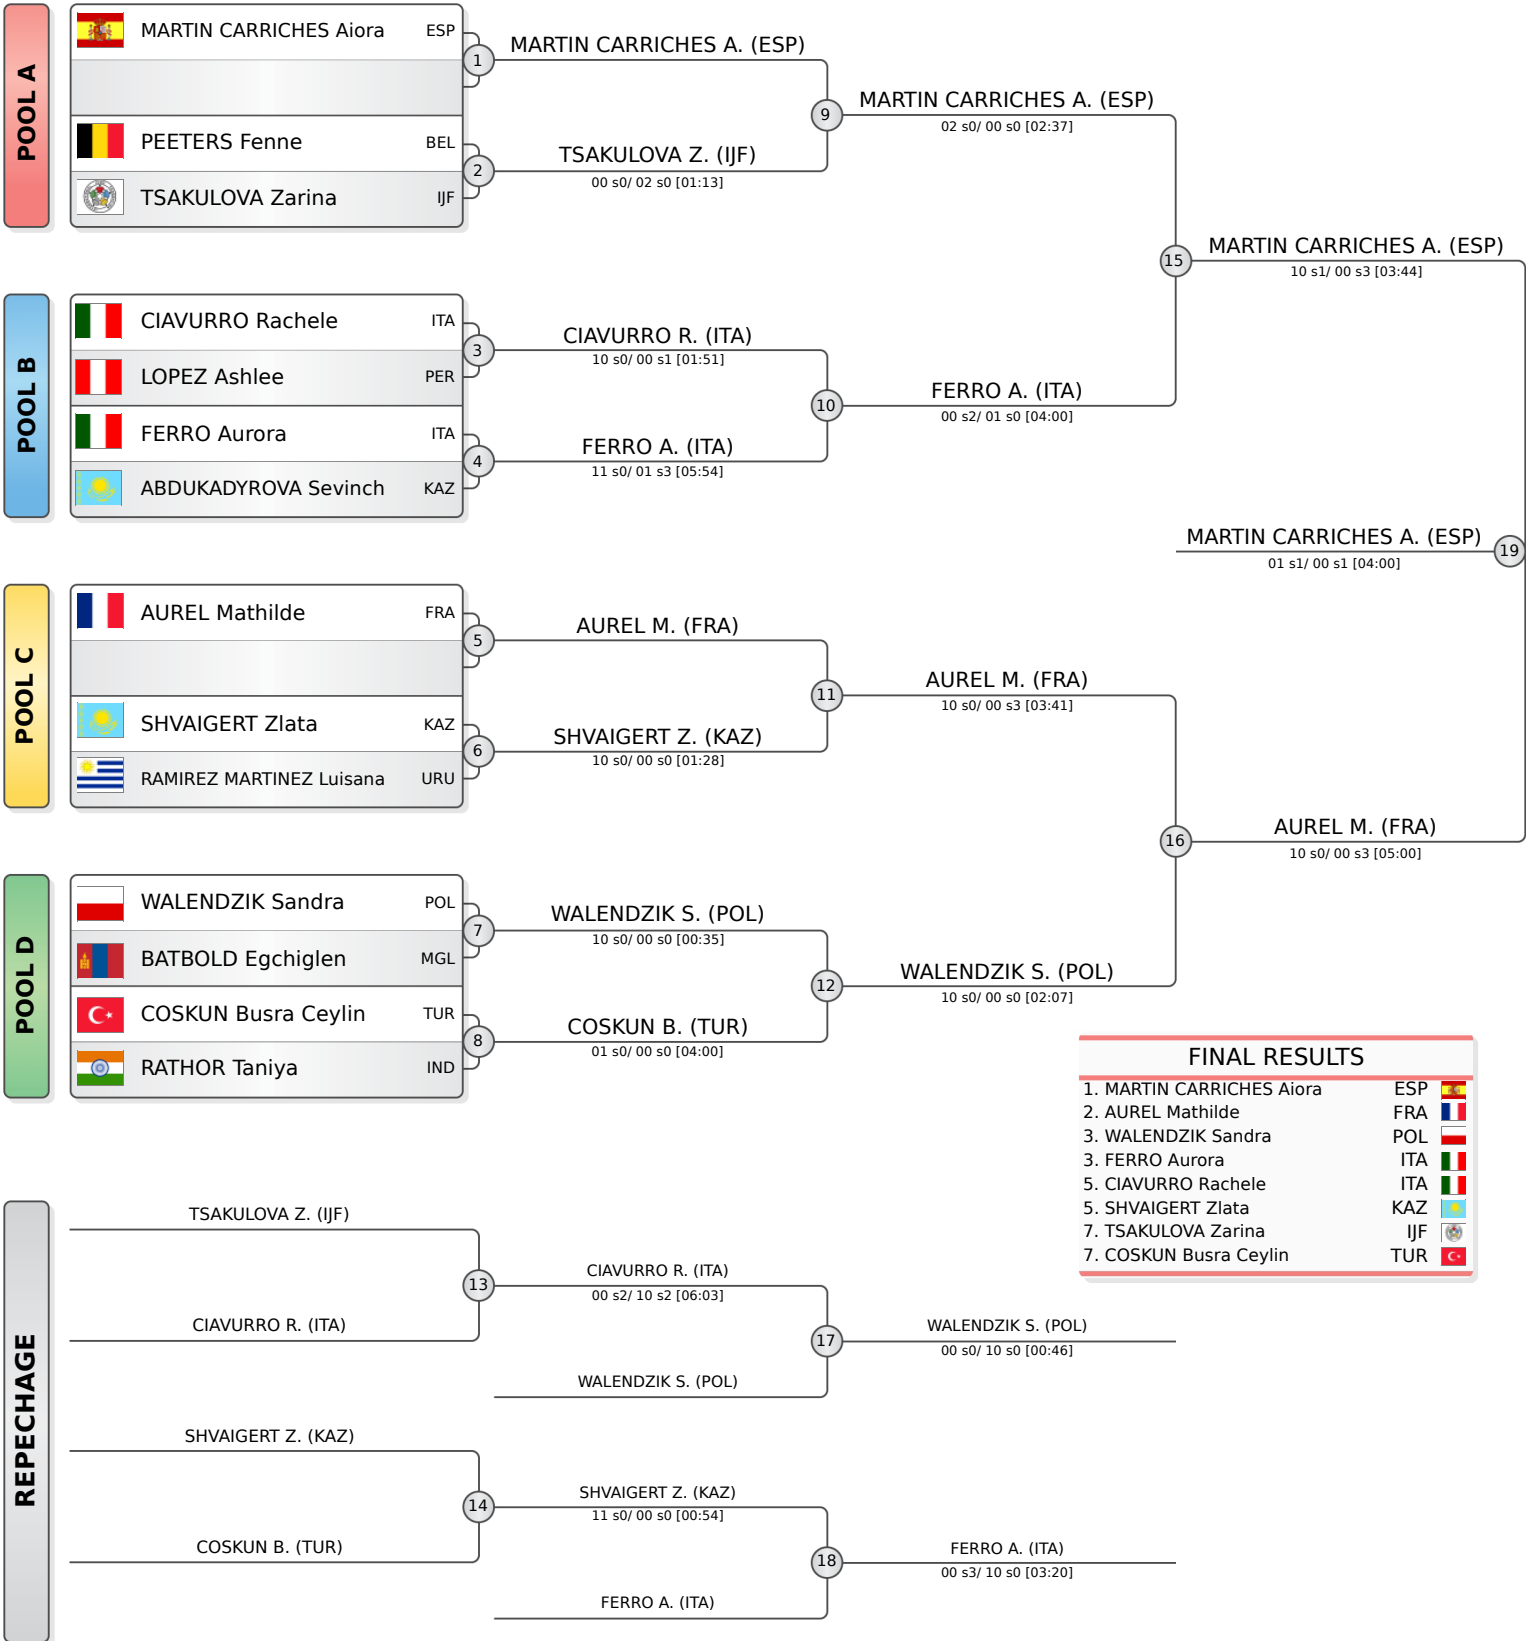 POOL A
MARTIN CARRICHES Aiora ESP
PEETERS Fenne BEL
TSAKULOVA Zarina IJF
1
MARTIN CARRICHES A. (ESP)
2
TSAKULOVA Z. (IJF)
00 s0/ 02 s0 [01:13]
9
MARTIN CARRICHES A. (ESP)
02 s0/ 00 s0 [02:37]
POOL B
CIAVURRO Rachele ITA
LOPEZ Ashlee PER
FERRO Aurora ITA
ABDUKADYROVA Sevinch KAZ
3
CIAVURRO R. (ITA)
10 s0/ 00 s1 [01:51]
4
FERRO A. (ITA)
11 s0/ 01 s3 [05:54]
10
FERRO A. (ITA)
00 s2/ 01 s0 [04:00]
15
MARTIN CARRICHES A. (ESP)
10 s1/ 00 s3 [03:44]
MARTIN CARRICHES A. (ESP)
01 s1/ 00 s1 [04:00]
19
POOL C
AUREL Mathilde FRA
SHVAIGERT Zlata KAZ
RAMIREZ MARTINEZ Luisana URU
5
AUREL M. (FRA)
6
SHVAIGERT Z. (KAZ)
10 s0/ 00 s0 [01:28]
11
AUREL M. (FRA)
10 s0/ 00 s3 [03:41]
POOL D
WALENDZIK Sandra POL
BATBOLD Egchiglen MGL
COSKUN Busra Ceylin TUR
RATHOR Taniya IND
7
WALENDZIK S. (POL)
10 s0/ 00 s0 [00:35]
8
COSKUN B. (TUR)
01 s0/ 00 s0 [04:00]
12
WALENDZIK S. (POL)
10 s0/ 00 s0 [02:07]
16
AUREL M. (FRA)
10 s0/ 00 s3 [05:00]
FINAL RESULTS
1. MARTIN CARRICHES Aiora ESP
2. AUREL Mathilde FRA
3. WALENDZIK Sandra POL
3. FERRO Aurora ITA
5. CIAVURRO Rachele ITA
5. SHVAIGERT Zlata KAZ
7. TSAKULOVA Zarina IJF
7. COSKUN Busra Ceylin TUR
REPECHAGE
TSAKULOVA Z. (IJF)
CIAVURRO R. (ITA)
13
CIAVURRO R. (ITA)
00 s2/ 10 s2 [06:03]
WALENDZIK S. (POL)
17
WALENDZIK S. (POL)
00 s0/ 10 s0 [00:46]
SHVAIGERT Z. (KAZ)
COSKUN B. (TUR)
14
SHVAIGERT Z. (KAZ)
11 s0/ 00 s0 [00:54]
FERRO A. (ITA)
18
FERRO A. (ITA)
00 s3/ 10 s0 [03:20]